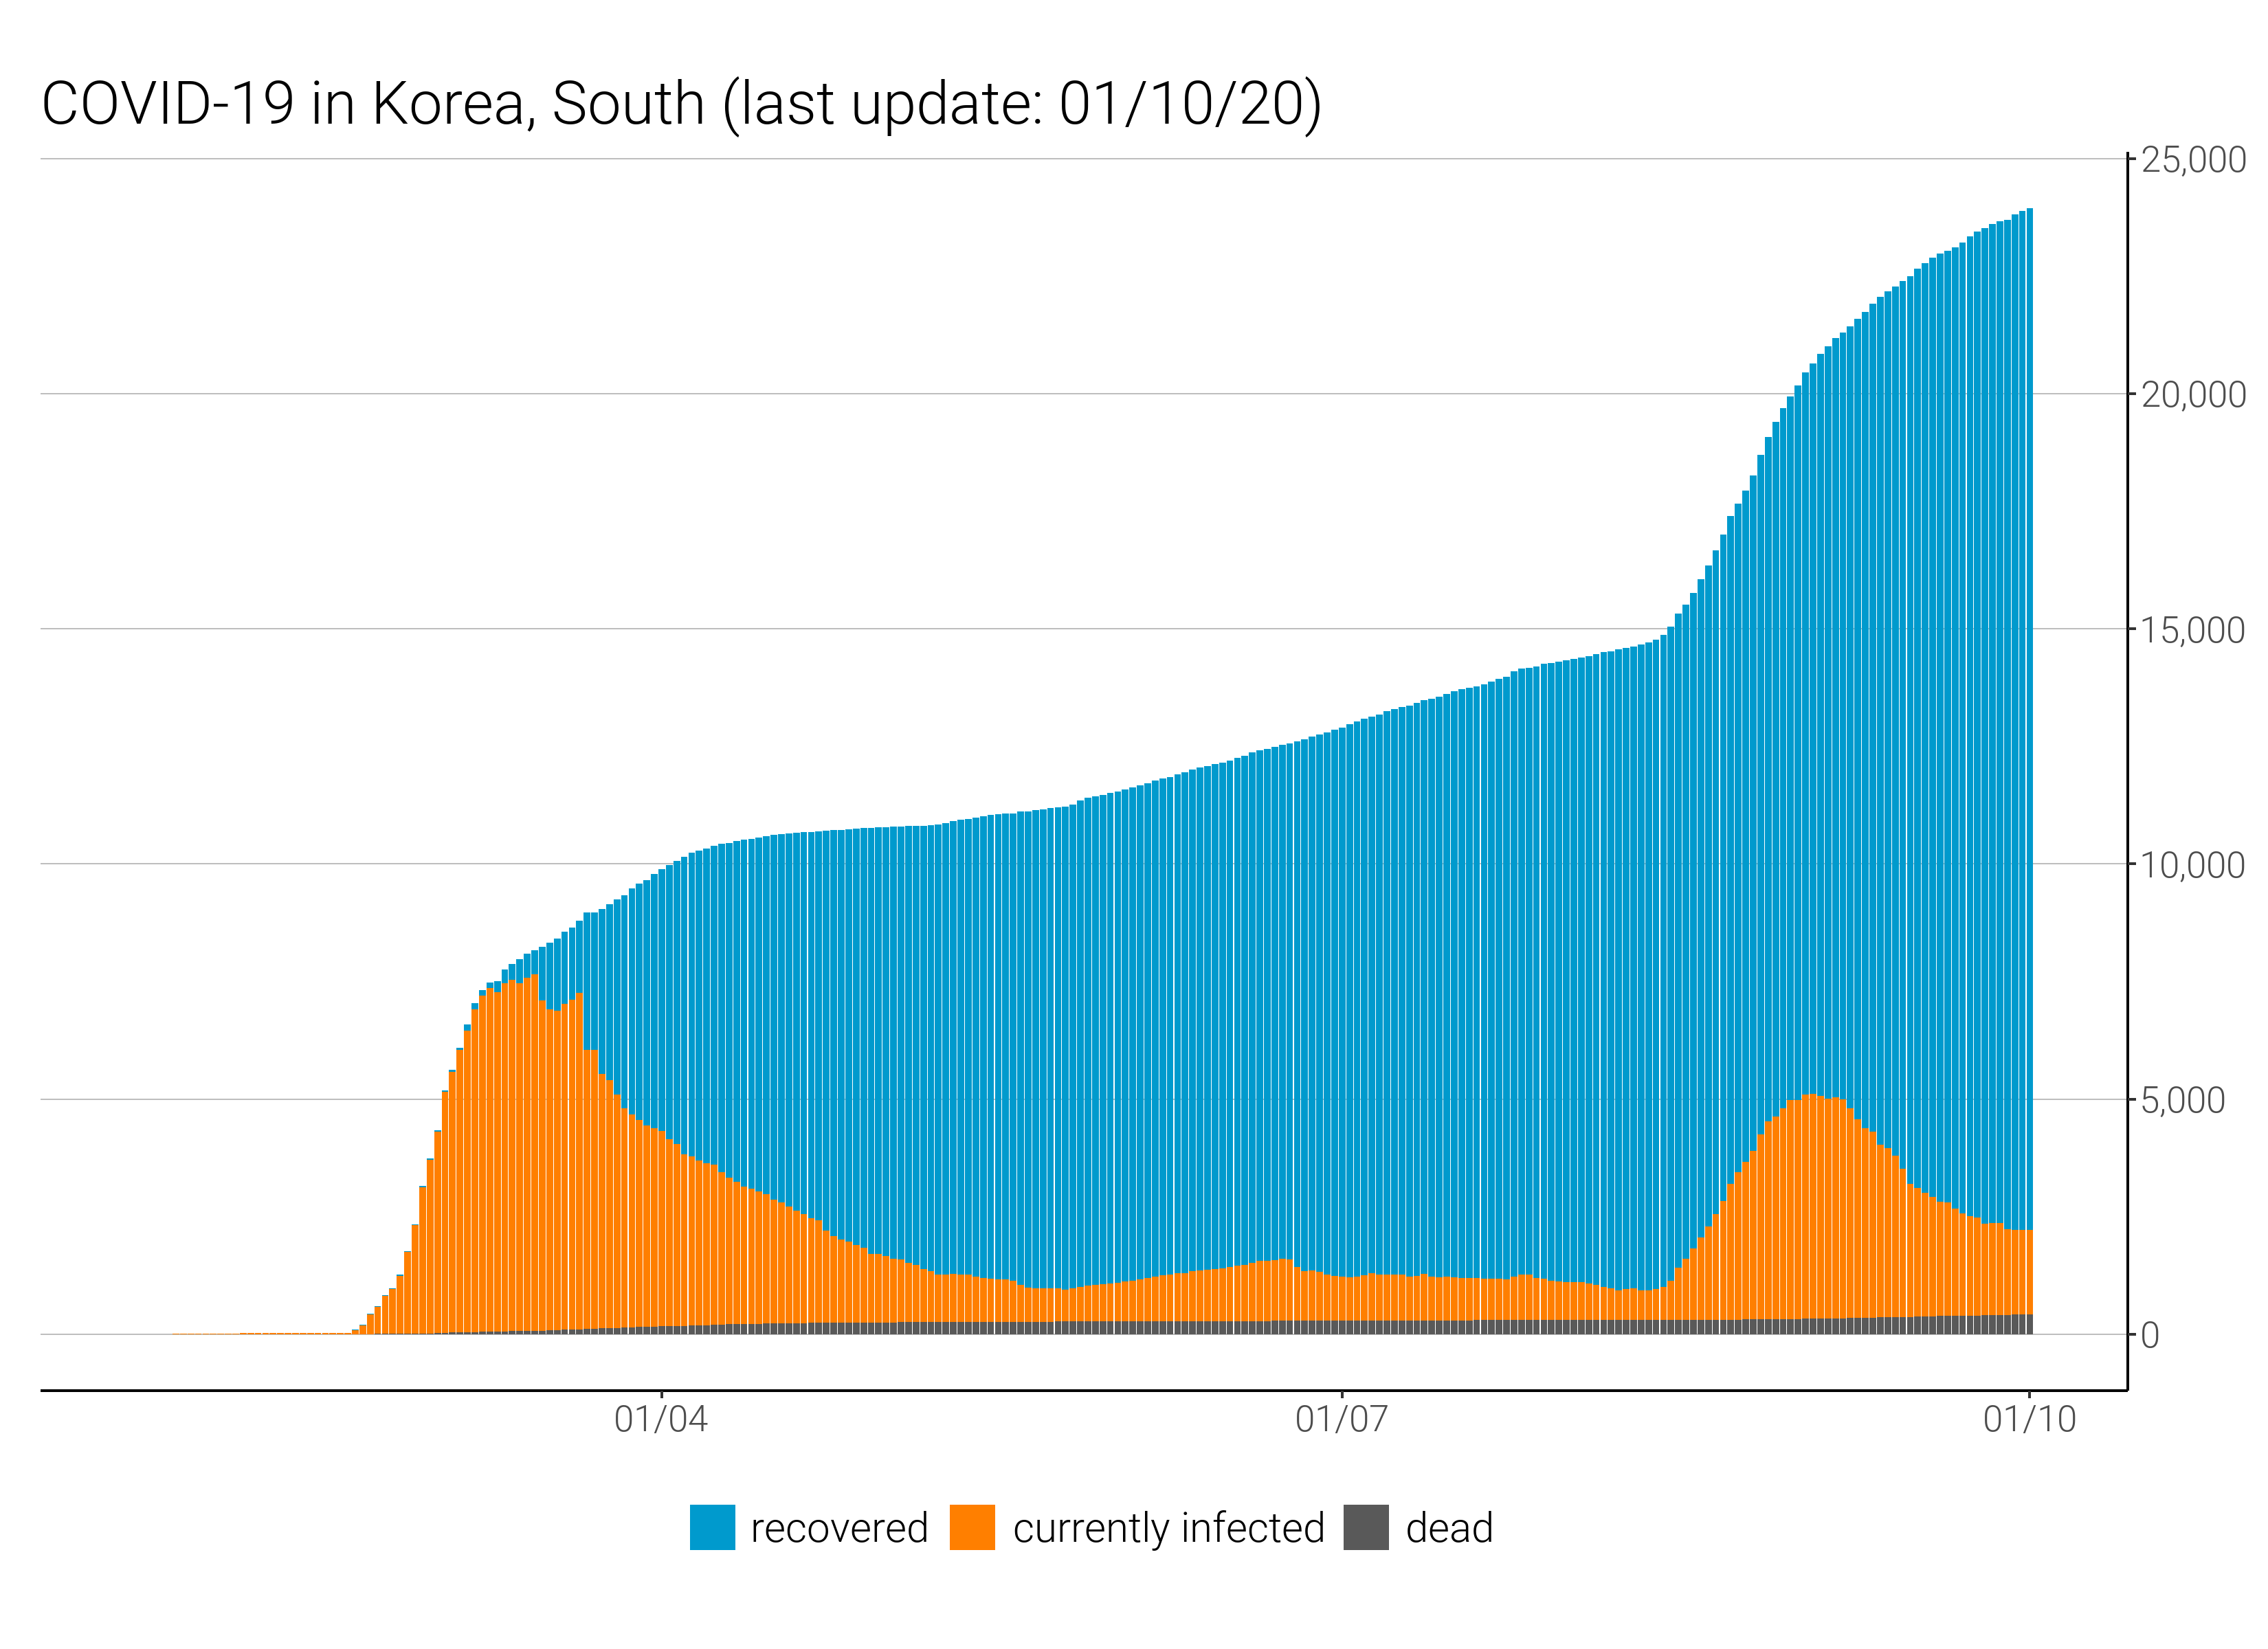 COVID-19 in Korea, South (last update: 01/10/20)
25,000
20,000
15,000
10,000
5,000
0
01/04 01/07 01/10
recovered currently infected dead